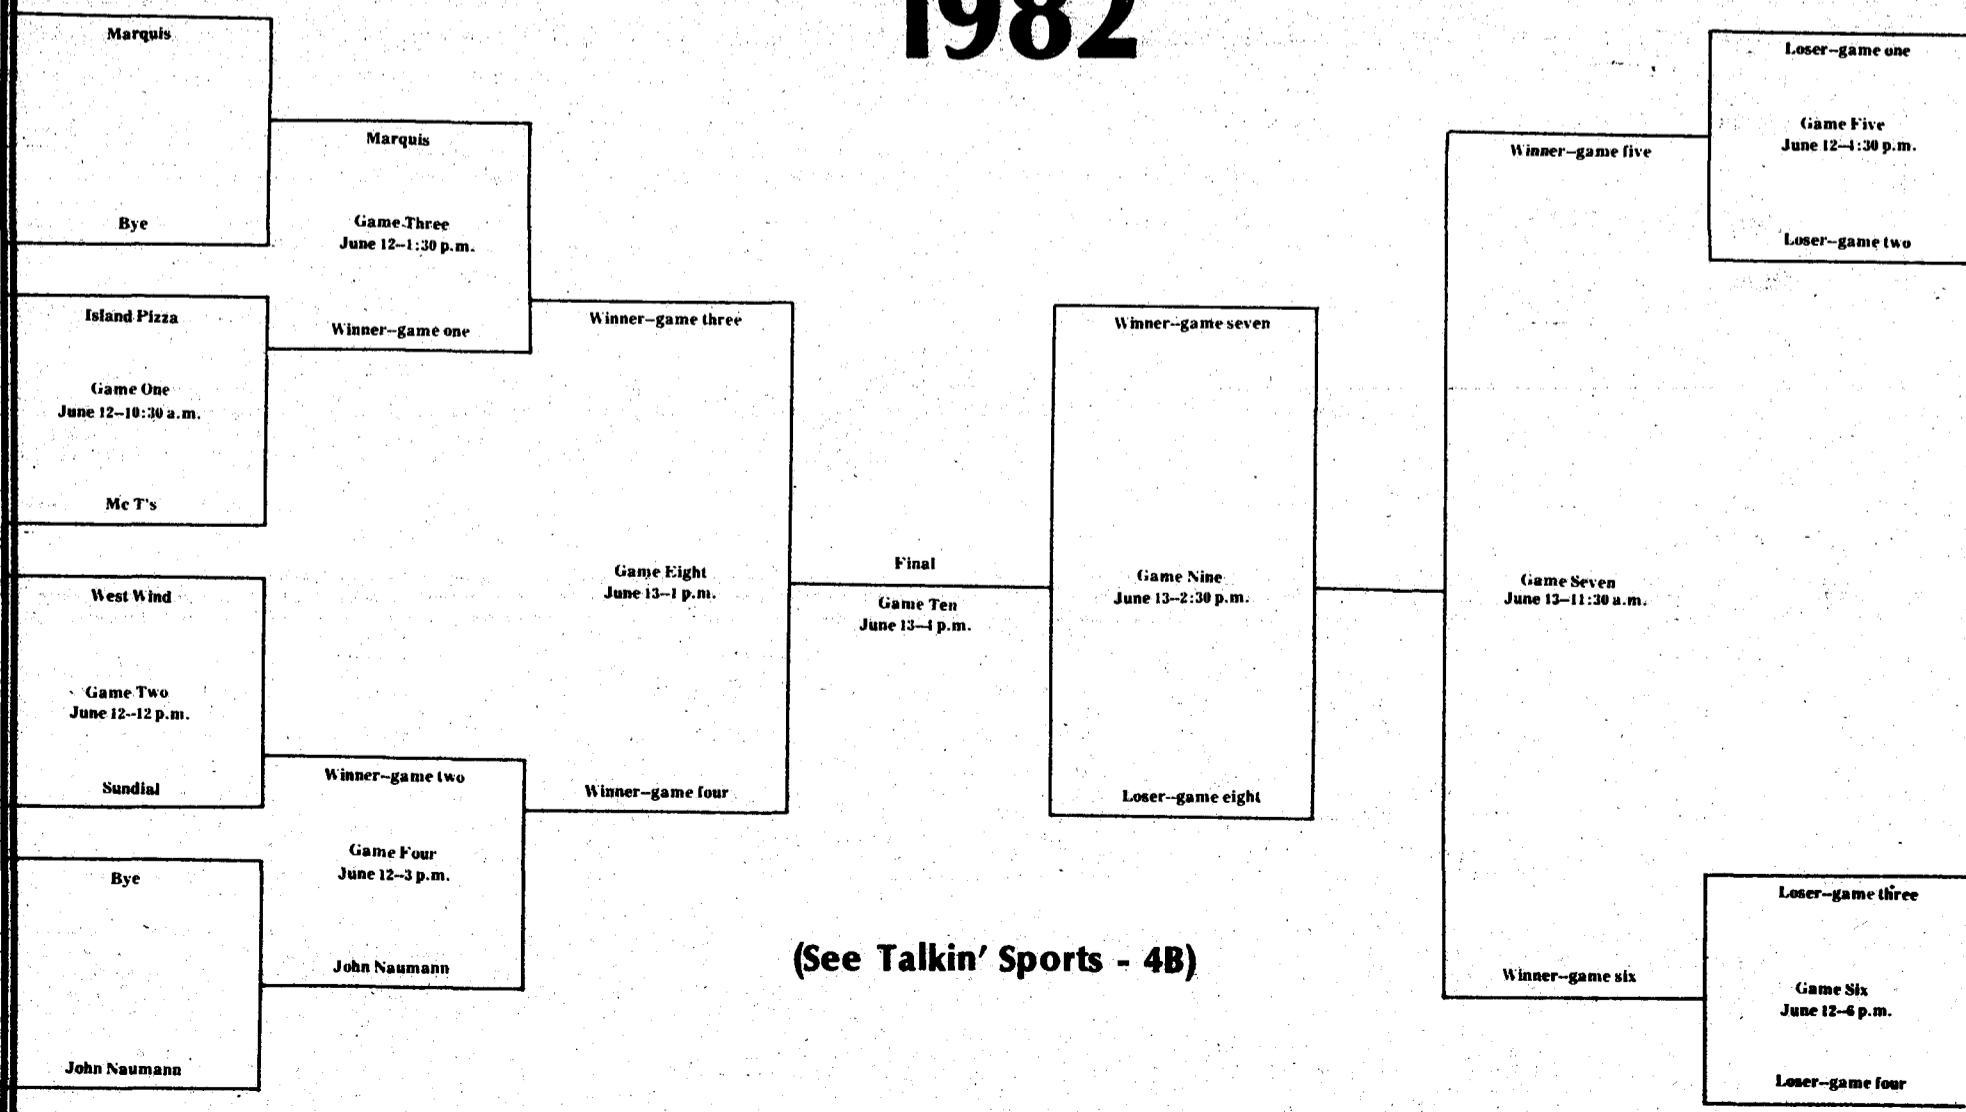 1982
Marquis
Bye
Island Pizza
Game One
June 12--10:30 a.m.
Mc T's
West Wind
Game Two
June 12--12 p.m.
Sundial
Bye
John Naumann
Marquis
Game Three
June 12--1:30 p.m.
Winner--game one
Winner--game two
Game Four
June 12--3 p.m.
John Naumann
Winner--game three
Game Eight
June 13--1 p.m.
Winner--game four
Final
Game Ten
June 13--4 p.m.
(See Talkin' Sports - 4B)
Winner--game seven
Game Nine
June 13--2:30 p.m.
Loser--game eight
Winner--game five
Game Seven
June 13--11:30 a.m.
Winner--game six
Loser--game one
Game Five
June 12--4:30 p.m.
Loser--game two
Loser--game three
Game Six
June 12--6 p.m.
Loser--game four